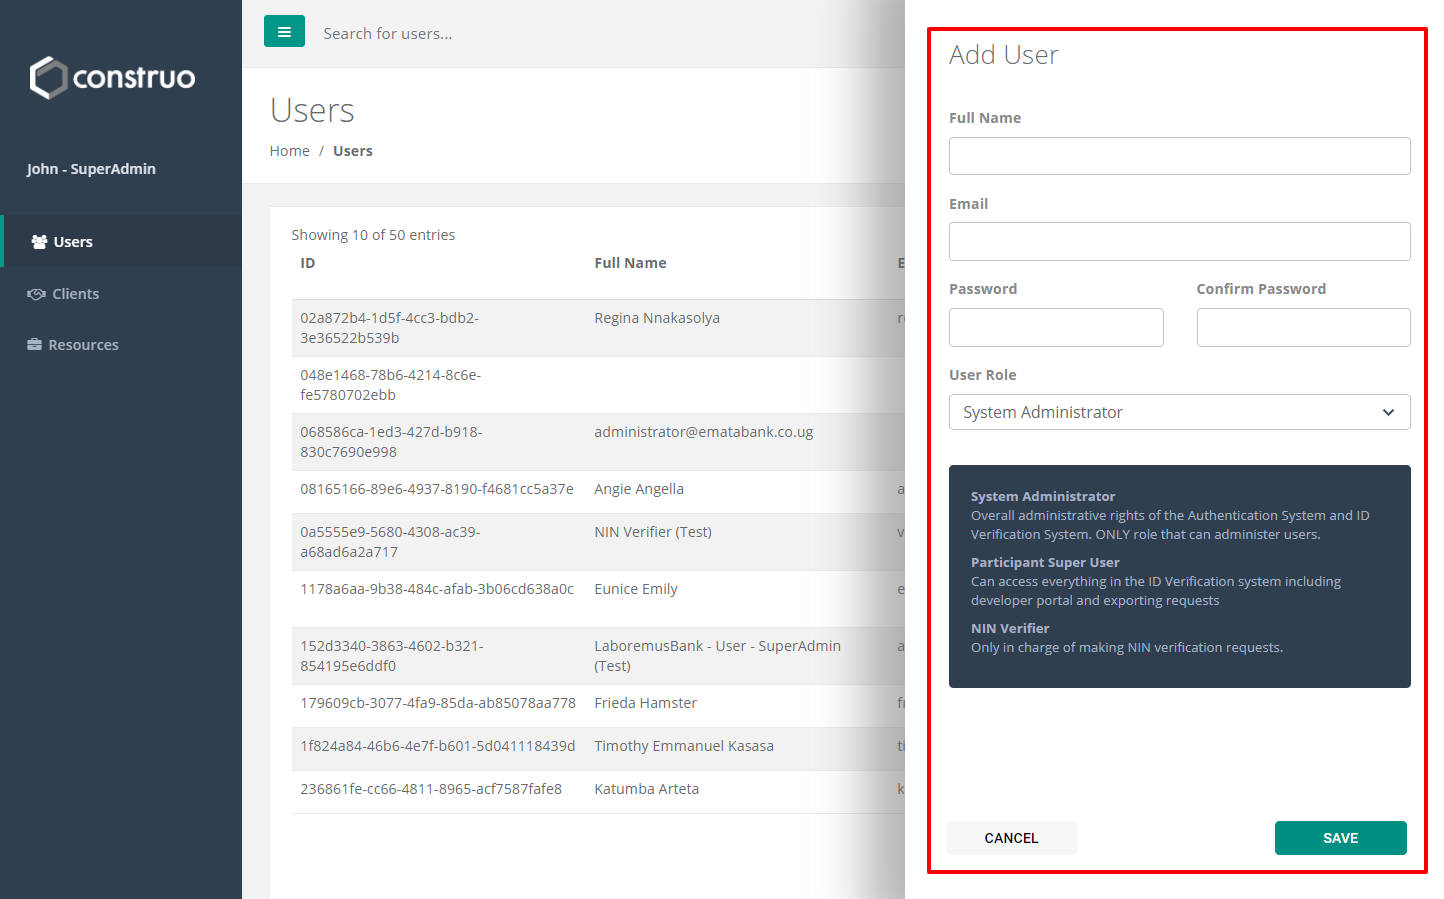 construo
John - SuperAdmin
Users
Clients
Resources
Search for users...
Users
Home / Users
Showing 10 of 50 entries
ID Full Name E
02a872b4-1d5f-4cc3-bdb2-
3e36522b539b
Regina Nnakasolya
048e1468-78b6-4214-8c6e-
fe5780702ebb
068586ca-1ed3-427d-b918-
830c7690e998
administrator@ematabank.co.ug
08165166-89e6-4937-8190-f4681cc5a37e Angie Angella a
0a5555e9-5680-4308-ac39-
a68ad6a2a717
NIN Verifier (Test) v
1178a6aa-9b38-484c-afab-3b06cd638a0c Eunice Emily e
152d3340-3863-4602-b321-
854195e6ddf0
LaboremusBank - User - SuperAdmin
(Test)
a
179609cb-3077-4fa9-85da-ab85078aa778 Frieda Hamster fr
1f824a84-46b6-4e7f-b601-5d041118439d Timothy Emmanuel Kasasa ti
236861fe-cc66-4811-8965-acf7587fafe8 Katumba Arteta k
Add User
Full Name
Email
Password Confirm Password
User Role
System Administrator
System Administrator
Overall administrative rights of the Authentication System and ID
Verification System. ONLY role that can administer users.
Participant Super User
Can access everything in the ID Verification system including
developer portal and exporting requests
NIN Verifier
Only in charge of making NIN verification requests.
CANCEL SAVE